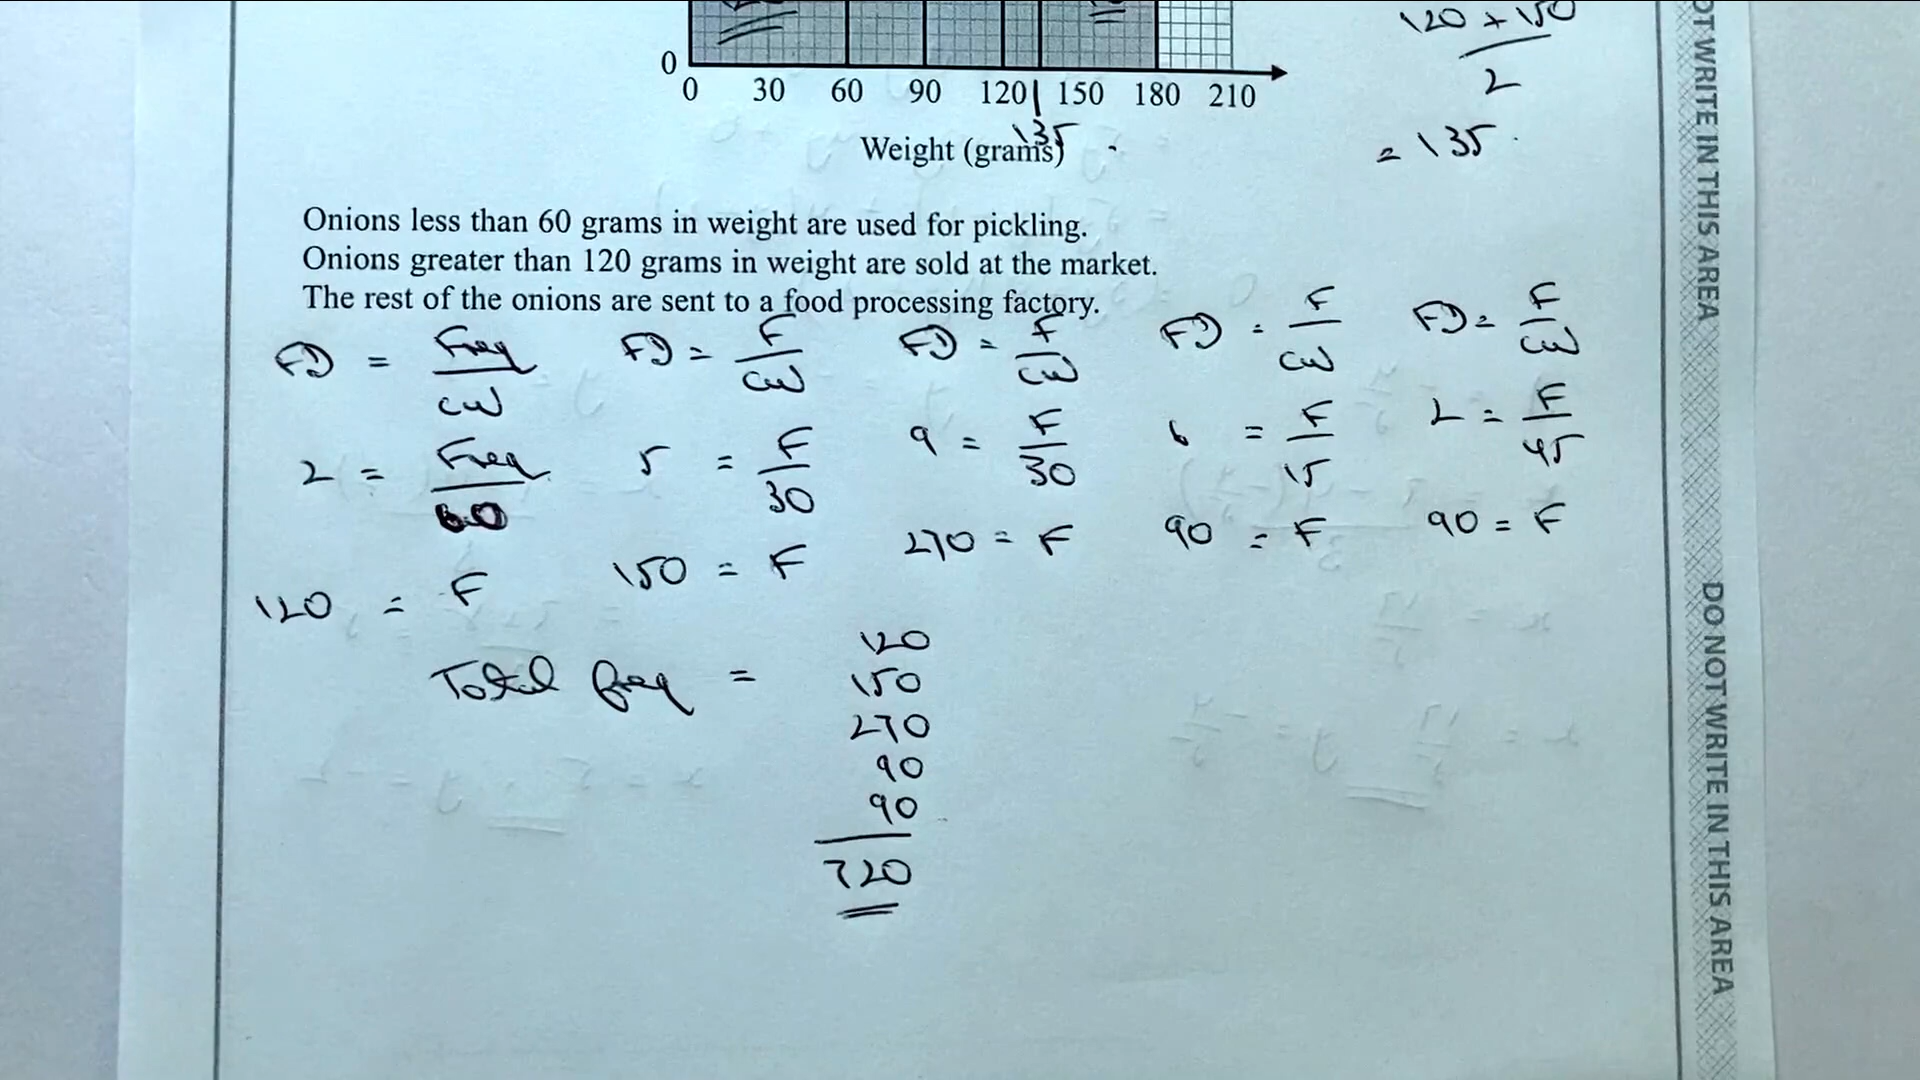 120 + 150
2
= 135
0
0 30 60 90 120 150 180 210
135
Weight (grams)
Onions less than 60 grams in weight are used for pickling.
Onions greater than 120 grams in weight are sold at the market.
The rest of the onions are sent to a food processing factory.
FD = Freq / CW
2 = Freq / 60
120 = F
FD = F / CW
5 = F / 30
150 = F
FD = F / CW
9 = F / 30
270 = F
FD = F / CW
6 = F / 15
90 = F
FD = F / CW
2 = F / 45
90 = F
Total freq =
120
150
270
90
90
720
OT WRITE IN THIS AREA
DO NOT WRITE IN THIS AREA